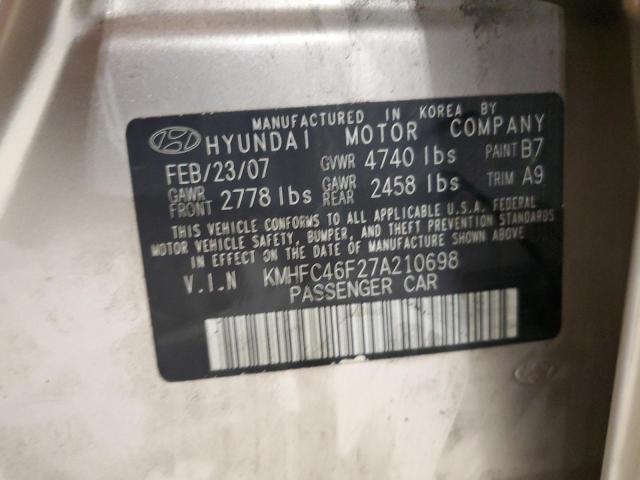 MANUFACTURED IN KOREA BY
HYUNDAI MOTOR COMPANY
FEB/23/07 GVWR 4740 lbs PAINT B7
GAWR FRONT 2778 lbs GAWR REAR 2458 lbs TRIM A9
THIS VEHICLE CONFORMS TO ALL APPLICABLE U.S.A. FEDERAL
MOTOR VEHICLE SAFETY, BUMPER, AND THEFT PREVENTION STANDARDS
IN EFFECT ON THE DATE OF MANUFACTURE SHOWN ABOVE
V.I.N KMHFC46F27A210698
PASSENGER CAR